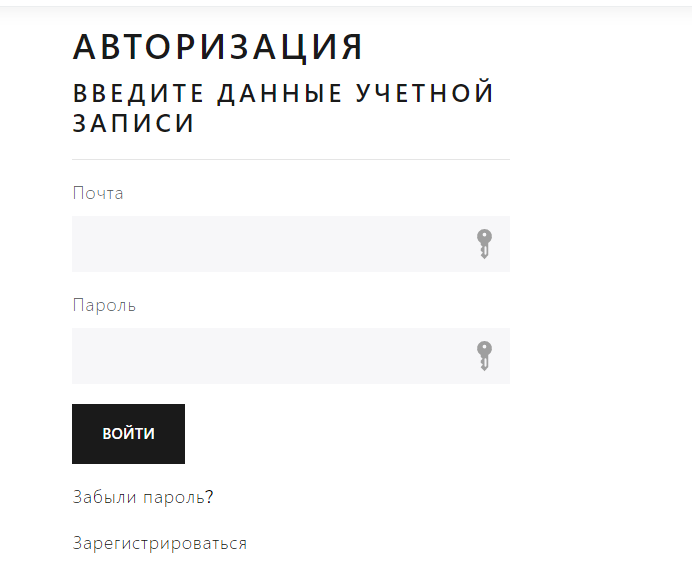 АВТОРИЗАЦИЯ
ВВЕДИТЕ ДАННЫЕ УЧЕТНОЙ
ЗАПИСИ
Почта
Пароль
ВОЙТИ
Забыли пароль?
Зарегистрироваться